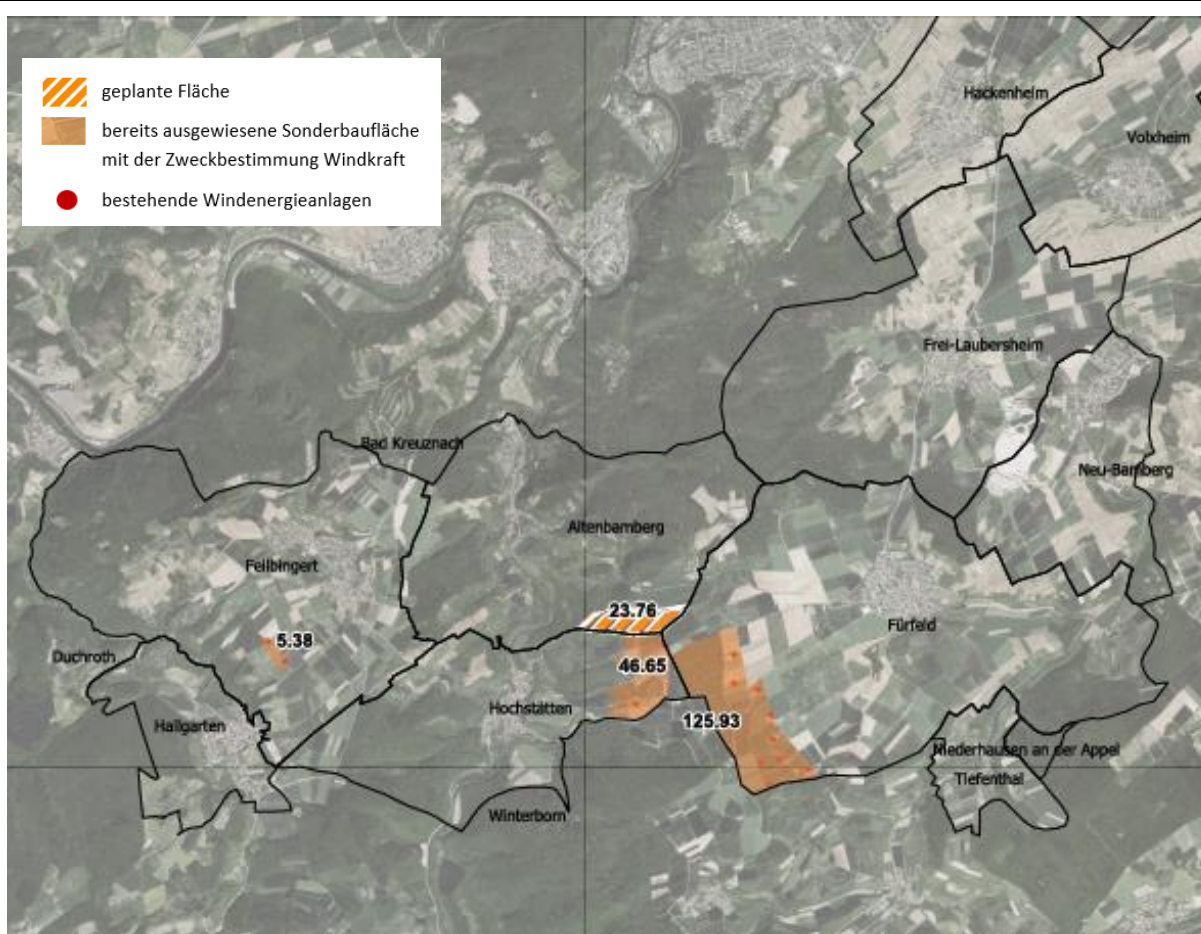 geplante Fläche
bereits ausgewiesene Sonderbaufläche
mit der Zweckbestimmung Windkraft
bestehende Windenergieanlagen
Hackenheim
Volxheim
Frei-Laubersheim
Bad Kreuznach
Neu-Bamberg
Altenbamberg
Feilbingert
23.76
Fürfeld
5.38
Duchroth
46.65
Hochstätten
125.93
Hallgarten
Niederhausen an der Appel
Tiefenthal
Winterborn